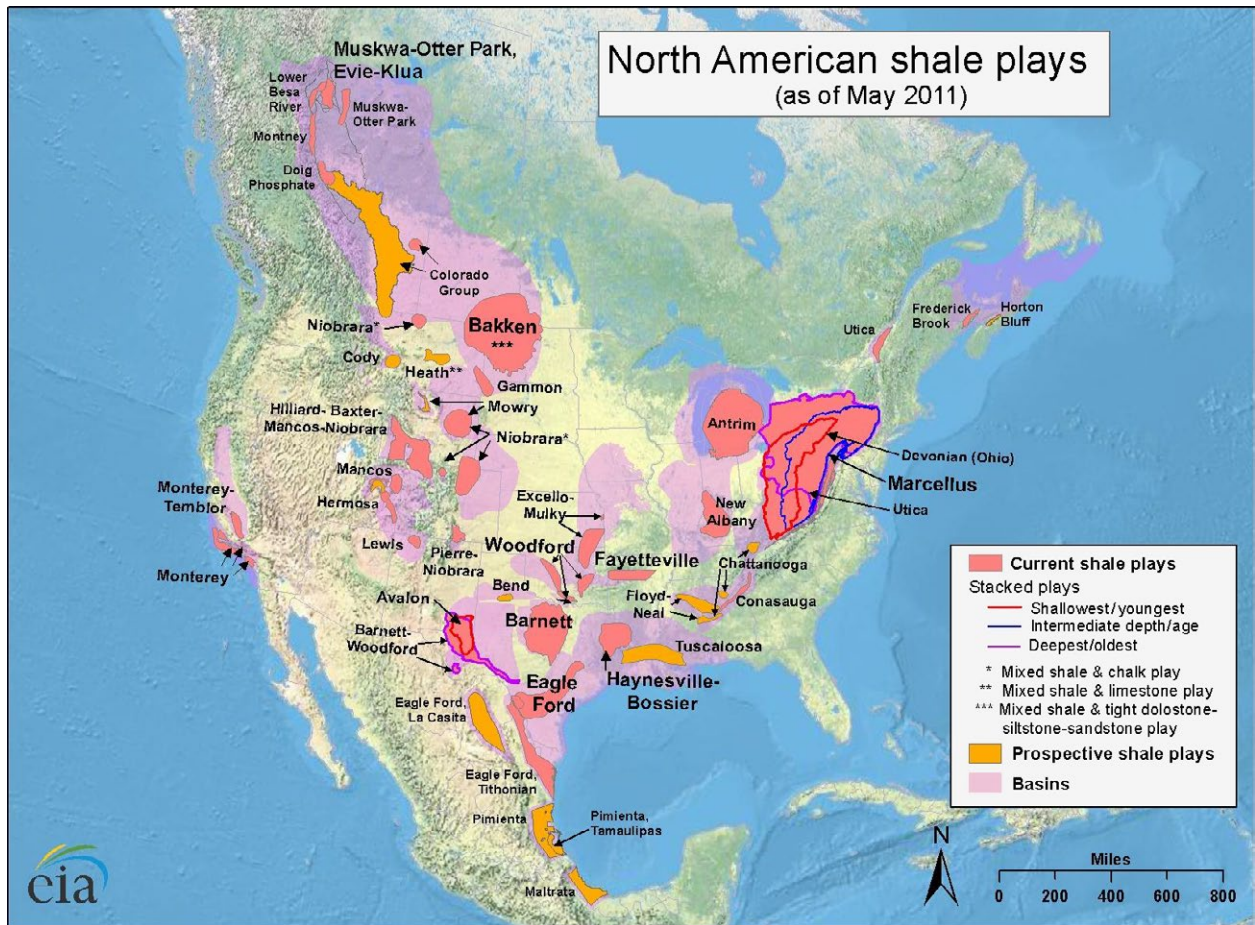 North American shale plays
(as of May 2011)
Muskwa-Otter Park,
Evie-Klua
Lower
Besa
River
Muskwa-
Otter Park
Montney
Doig
Phosphate
Colorado
Group
Niobrara*
Bakken
***
Cody
Heath**
Gammon
Mowry
Hilliard- Baxter-
Mancos-Niobrara
Niobrara*
Mancos
Hermosa
Lewis
Pierre-
Niobrara
Monterey-
Temblor
Monterey
Excello-
Mulky
Woodford
Fayetteville
Bend
Avalon
Barnett-
Woodford
Barnett
Eagle
Ford
Haynesville-
Bossier
Tuscaloosa
Floyd-
Neal
Chattanooga
Conasauga
New
Albany
Antrim
Devonian (Ohio)
Marcellus
Utica
Utica
Frederick
Brook
Horton
Bluff
Eagle Ford,
La Casita
Eagle Ford,
Tithonian
Pimienta
Pimienta,
Tamaulipas
Maltrata
Current shale plays
Stacked plays
Shallowest/youngest
Intermediate depth/age
Deepest/oldest
* Mixed shale & chalk play
** Mixed shale & limestone play
*** Mixed shale & tight dolostone-
siltstone-sandstone play
Prospective shale plays
Basins
N
Miles
0 200 400 600 800
eia